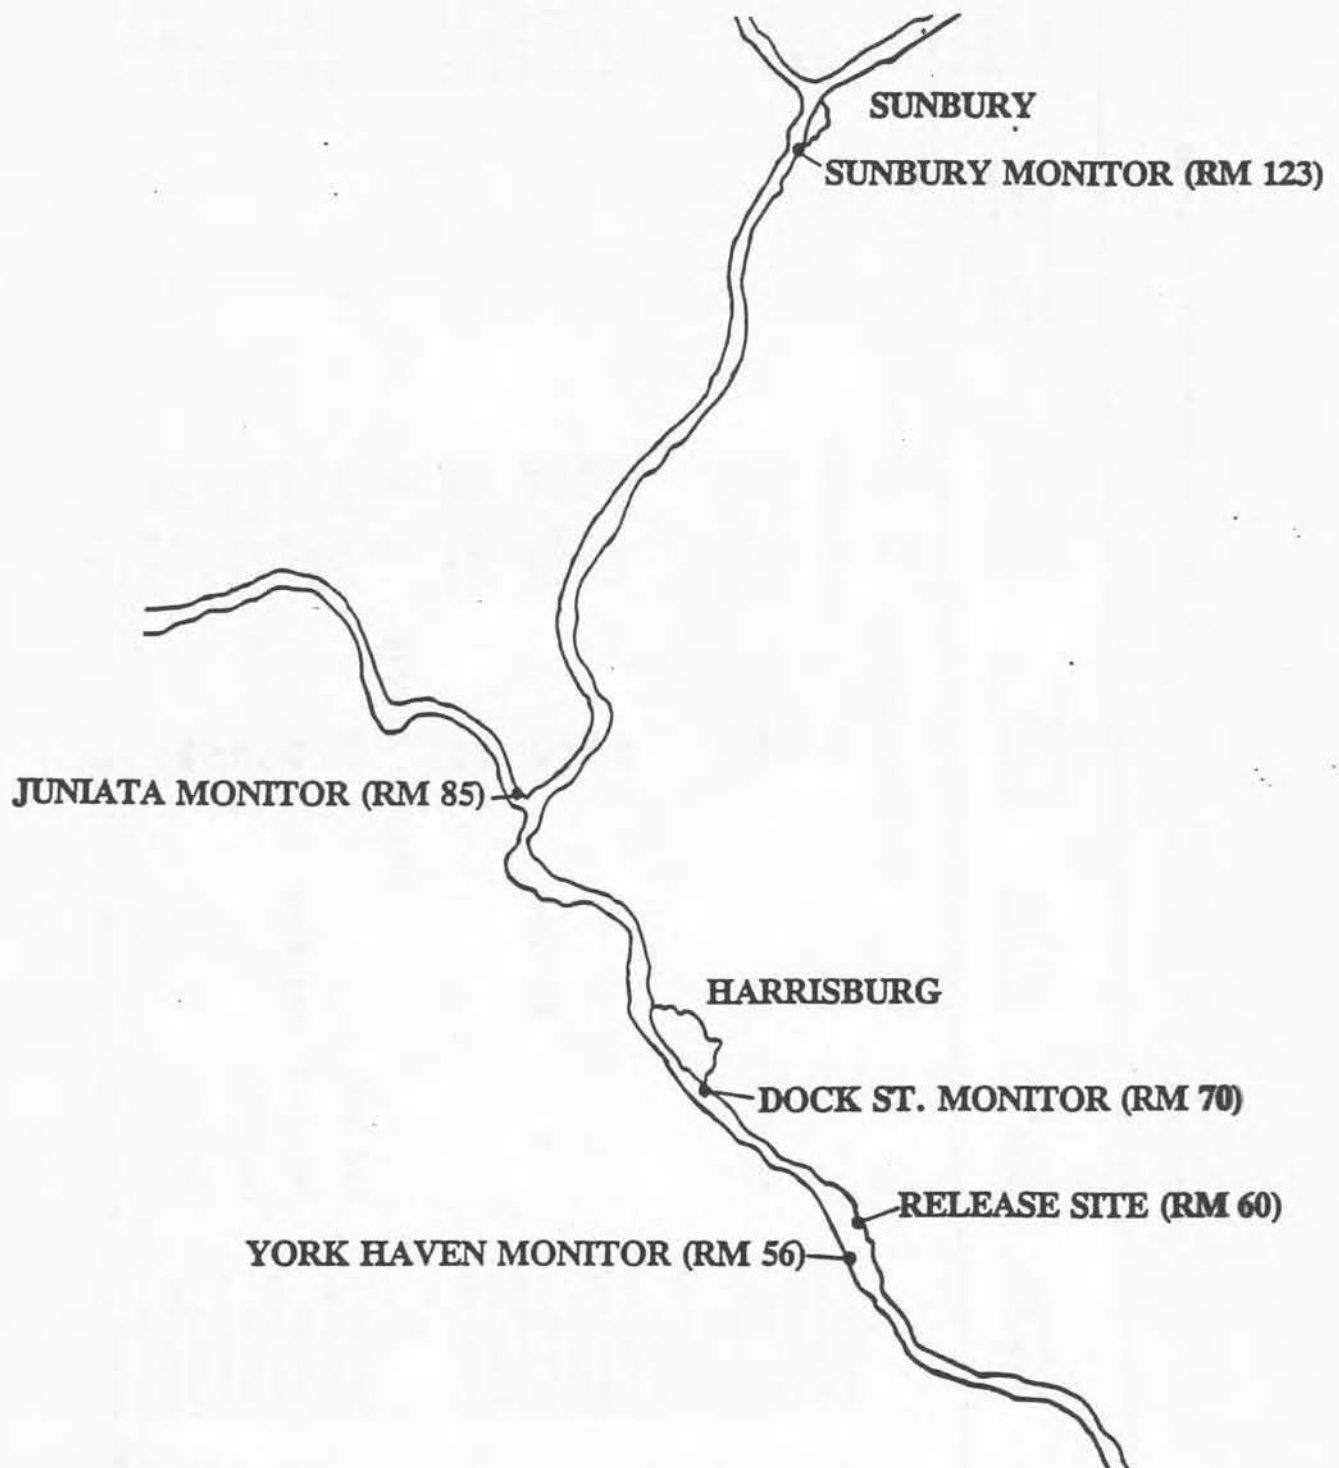 SUNBURY
SUNBURY MONITOR (RM 123)
JUNIATA MONITOR (RM 85)
HARRISBURG
DOCK ST. MONITOR (RM 70)
RELEASE SITE (RM 60)
YORK HAVEN MONITOR (RM 56)